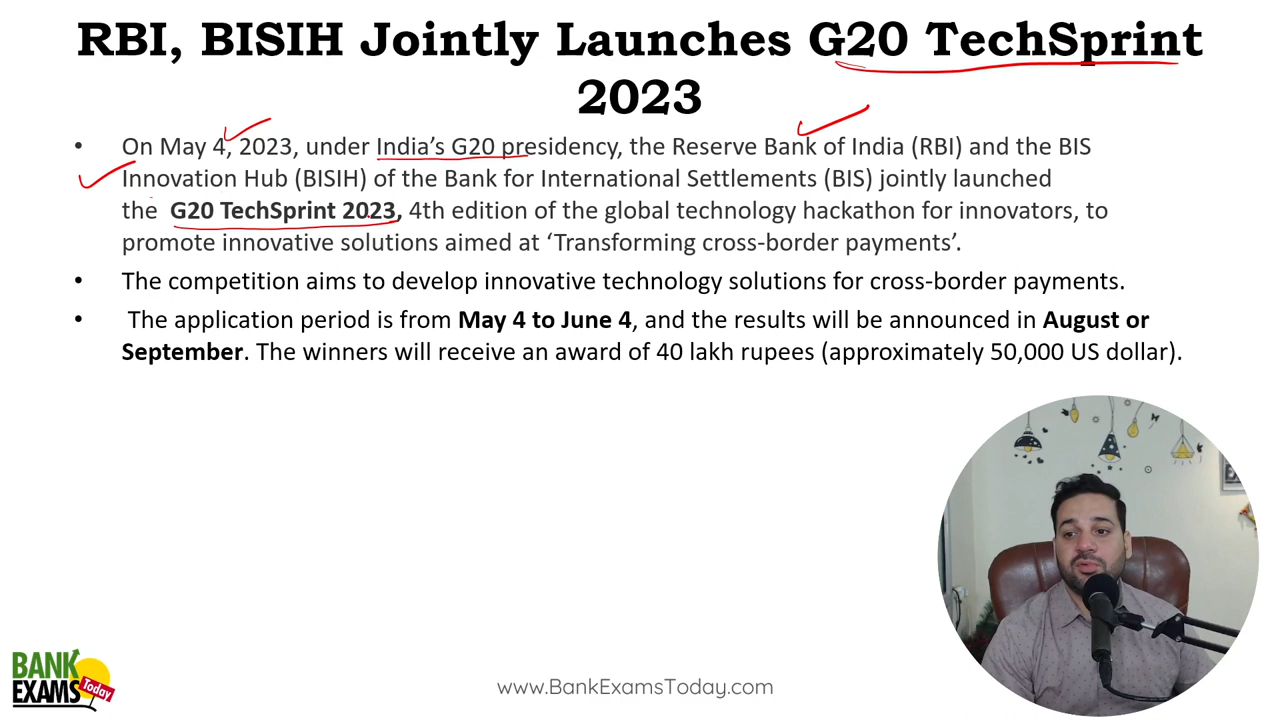 RBI, BISIH Jointly Launches G20 TechSprint
2023
• On May 4, 2023, under India’s G20 presidency, the Reserve Bank of India (RBI) and the BIS
Innovation Hub (BISIH) of the Bank for International Settlements (BIS) jointly launched
the G20 TechSprint 2023, 4th edition of the global technology hackathon for innovators, to
promote innovative solutions aimed at ‘Transforming cross-border payments’.
• The competition aims to develop innovative technology solutions for cross-border payments.
• The application period is from May 4 to June 4, and the results will be announced in August or
September. The winners will receive an award of 40 lakh rupees (approximately 50,000 US dollar).
BANK
EXAMS
Today
www.BankExamsToday.com